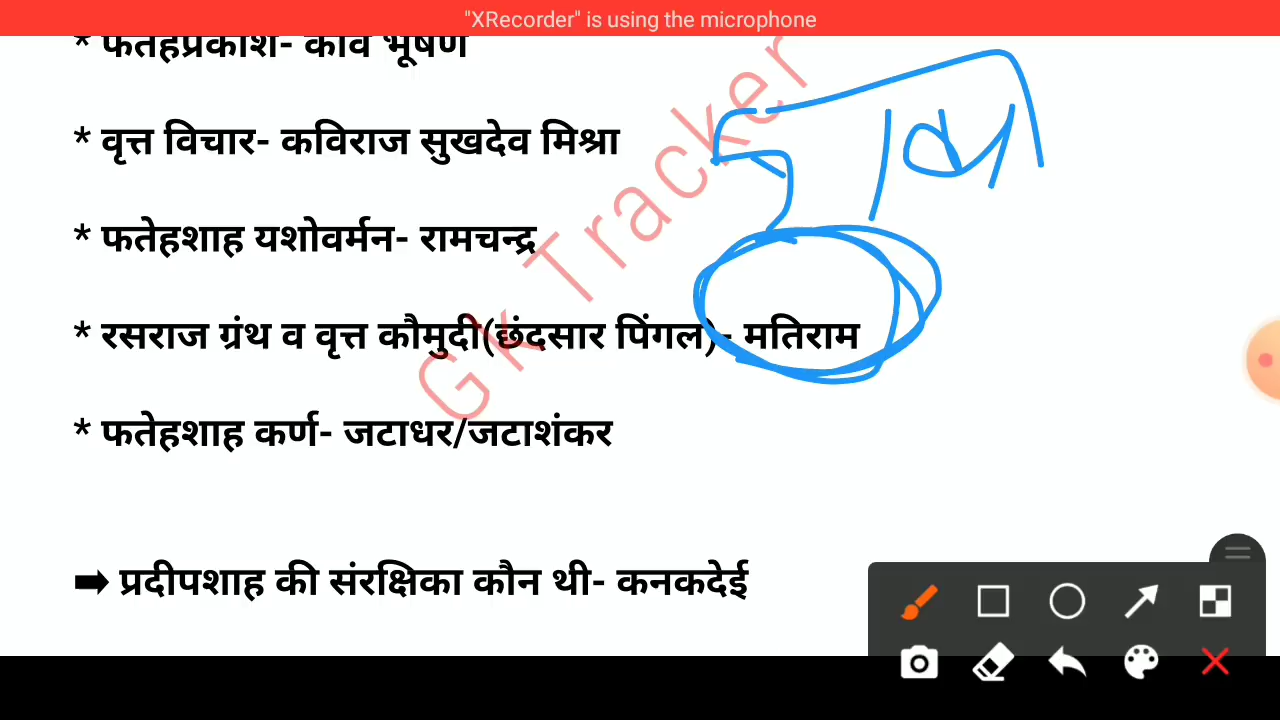 "XRecorder" is using the microphone
* फतेहप्रकाश- कवि भूषण
* वृत्त विचार- कविराज सुखदेव मिश्रा
* फतेहशाह यशोवर्मन- रामचन्द्र
* रसराज ग्रंथ व वृत्त कौमुदी(छंदसार पिंगल)- मतिराम
* फतेहशाह कर्ण- जटाधर/जटाशंकर
➡ प्रदीपशाह की संरक्षिका कौन थी- कनकदेई
Gk Tracker